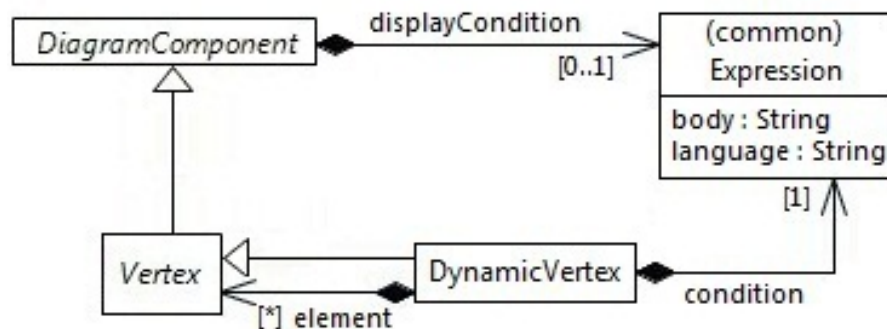 DiagramComponent
displayCondition
[0..1]
(common)
Expression
body : String
language : String
[1]
Vertex
DynamicVertex
[*] element
condition